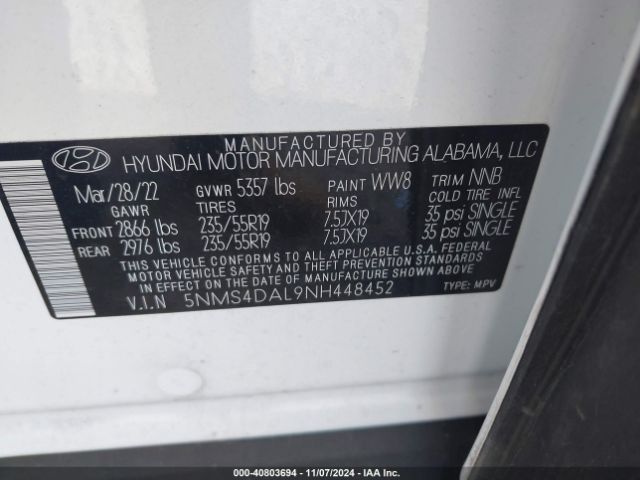 MANUFACTURED BY
HYUNDAI MOTOR MANUFACTURING ALABAMA, LLC
Mar/28/22 GVWR 5357 lbs PAINT WW8 TRIM NNB
GAWR TIRES RIMS COLD TIRE INFL
FRONT 2866 lbs 235/55R19 7.5JX19 35 psi SINGLE
REAR 2976 lbs 235/55R19 7.5JX19 35 psi SINGLE
THIS VEHICLE CONFORMS TO ALL APPLICABLE U.S.A. FEDERAL
MOTOR VEHICLE SAFETY, BUMPER, AND THEFT PREVENTION STANDARDS
IN EFFECT ON THE DATE OF MANUFACTURE SHOWN ABOVE.
V.I.N 5NMS4DAL9NH448452 TYPE: MPV
000-40803694 - 11/07/2024 - IAA Inc.